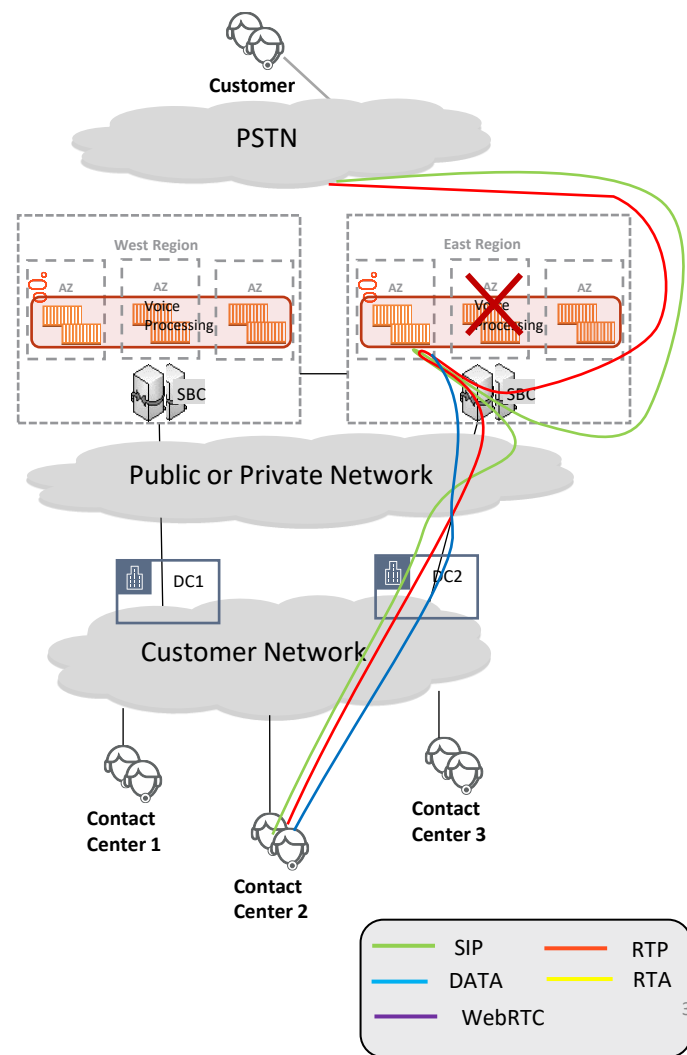 Customer
PSTN
West Region
East Region
AZ
AZ
AZ
AZ
AZ
AZ
Voice
Processing
Voice
Processing
SBC
SBC
Public or Private Network
DC1
DC2
Customer Network
Contact
Center 1
Contact
Center 3
Contact
Center 2
SIP
RTP
DATA
RTA
WebRTC
3